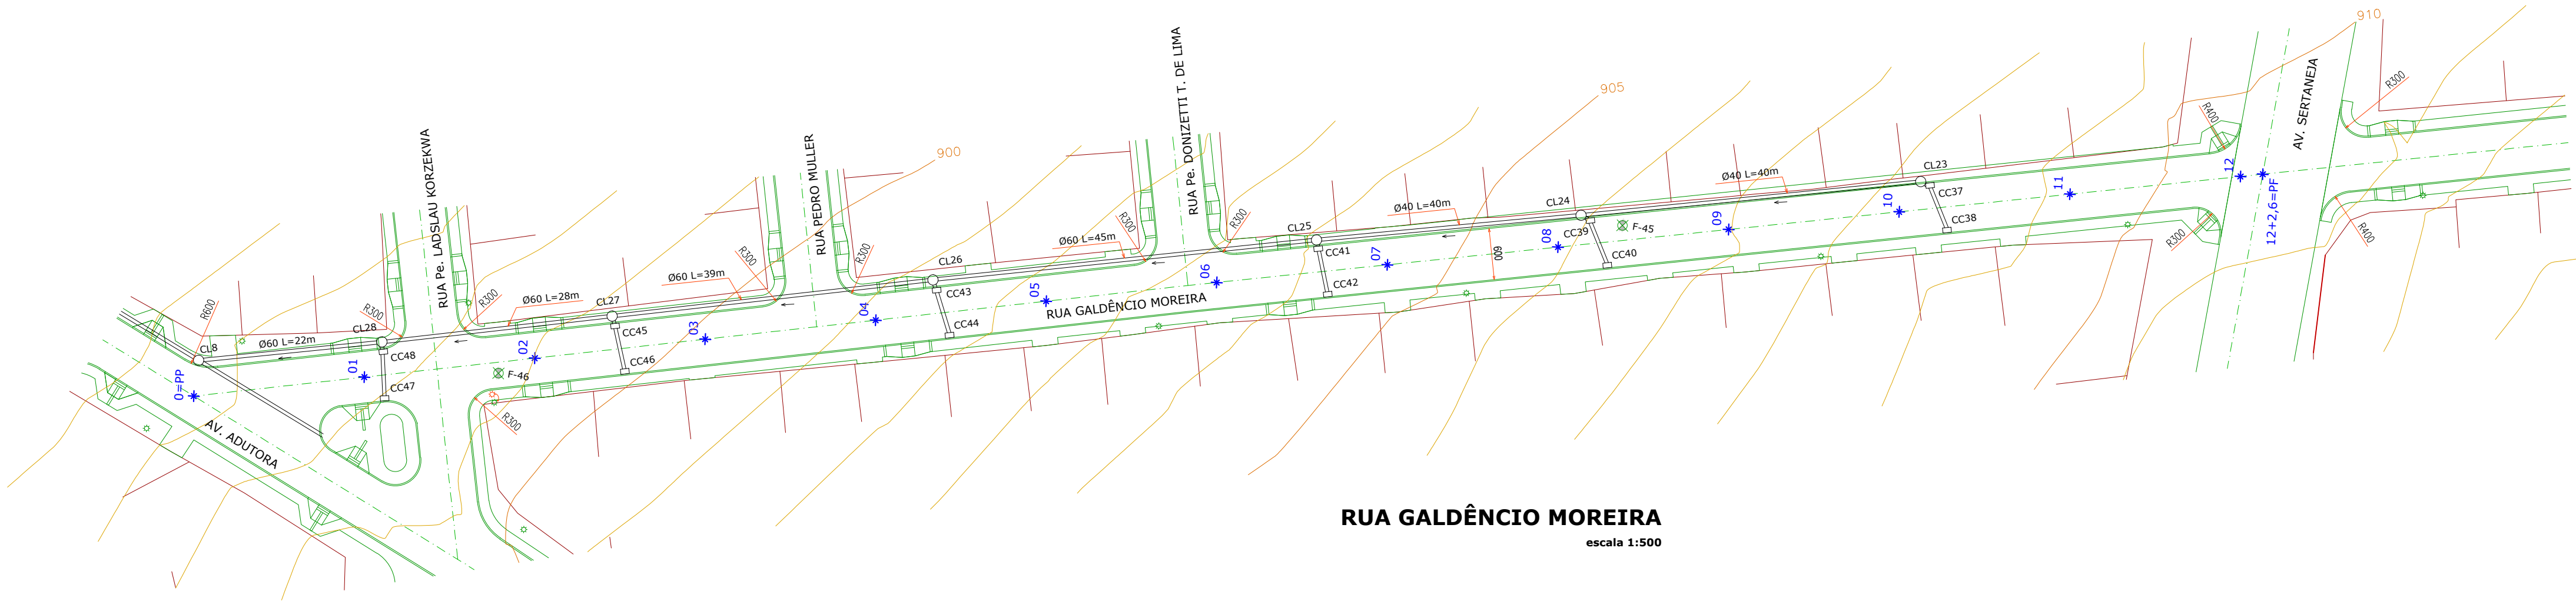 910
R300
AV. SERTANEJA
R400
12
12+2,6=PF
R400
R300
11
CL23
CC37
CC38
10
Ø40 L=40m
09
905
F-45
CL24
CC39
CC40
08
Ø40 L=40m
600
07
CL25
CC41
CC42
RUA Pe. DONIZETTI T. DE LIMA
R300
R300
06
Ø60 L=45m
05
RUA GALDÊNCIO MOREIRA
900
CL26
CC43
CC44
04
RUA PEDRO MULLER
R300
R300
Ø60 L=39m
03
CL27
CC45
CC46
Ø60 L=28m
02
F-46
R300
RUA Pe. LADSLAU KORZEKWA
R300
R300
CL28
CC48
CC47
01
Ø60 L=22m
R600
CL8
0=PP
AV. ADUTORA
RUA GALDÊNCIO MOREIRA
escala 1:500